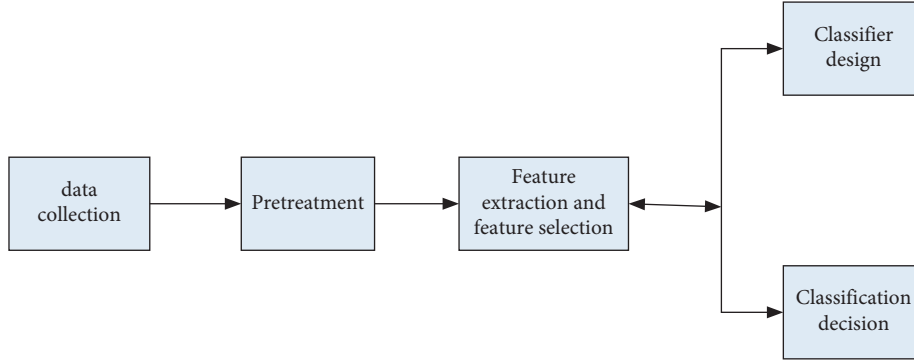 data
collection
Pretreatment
Feature
extraction and
feature selection
Classifier
design
Classification
decision